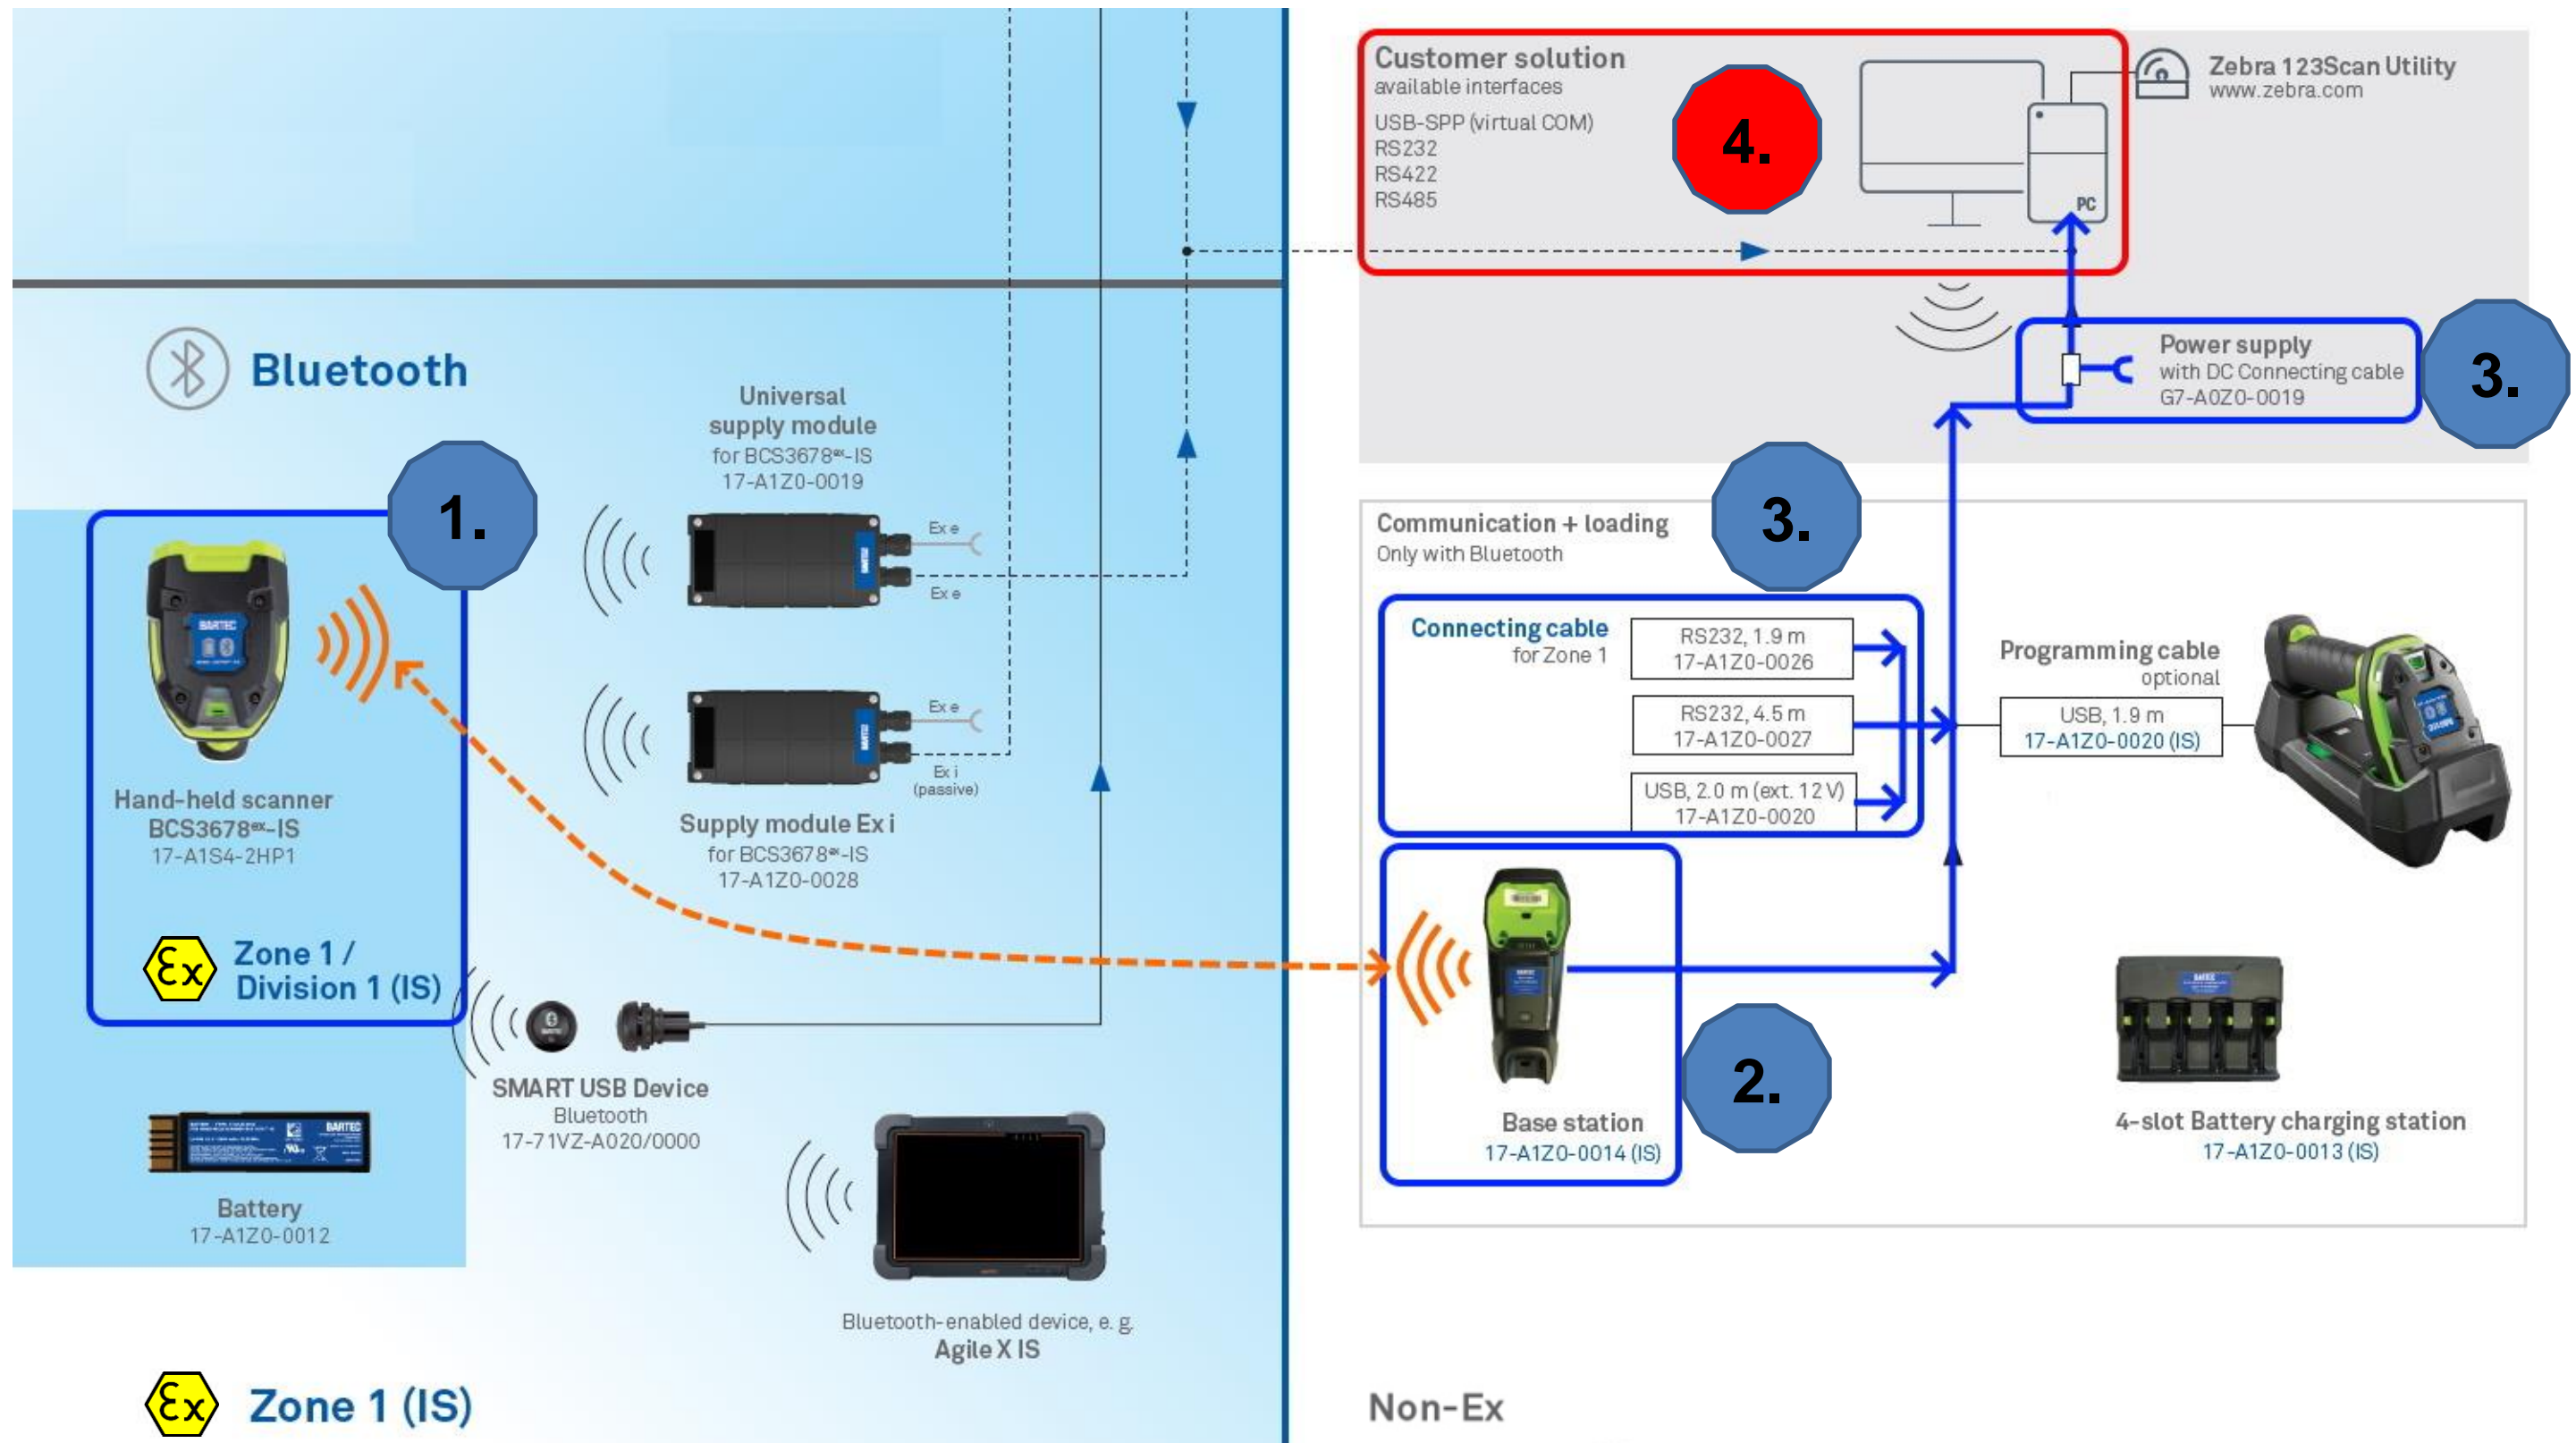 Customer solution
available interfaces
USB-SPP (virtual COM)
RS232
RS422
RS485
4.
PC
Zebra 123Scan Utility
www.zebra.com
Power supply
with DC Connecting cable
G7-A0Z0-0019
3.
Bluetooth
1.
Universal
supply module
for BCS3678ex-IS
17-A1Z0-0019
Ex e
Ex e
BARTEC
Hand-held scanner
BCS3678ex-IS
17-A1S4-2HP1
Ex
Zone 1 /
Division 1 (IS)
Ex e
Ex i
(passive)
Supply module Ex i
for BCS3678ex-IS
17-A1Z0-0028
SMART USB Device
Bluetooth
17-71VZ-A020/0000
BARTEC
Battery
17-A1Z0-0012
Bluetooth-enabled device, e. g.
Agile X IS
Ex
Zone 1 (IS)
Communication + loading
Only with Bluetooth
3.
Connecting cable
for Zone 1
RS232, 1.9 m
17-A1Z0-0026
RS232, 4.5 m
17-A1Z0-0027
USB, 2.0 m (ext. 12 V)
17-A1Z0-0020
Programming cable
optional
USB, 1.9 m
17-A1Z0-0020 (IS)
Base station
17-A1Z0-0014 (IS)
2.
4-slot Battery charging station
17-A1Z0-0013 (IS)
Non-Ex